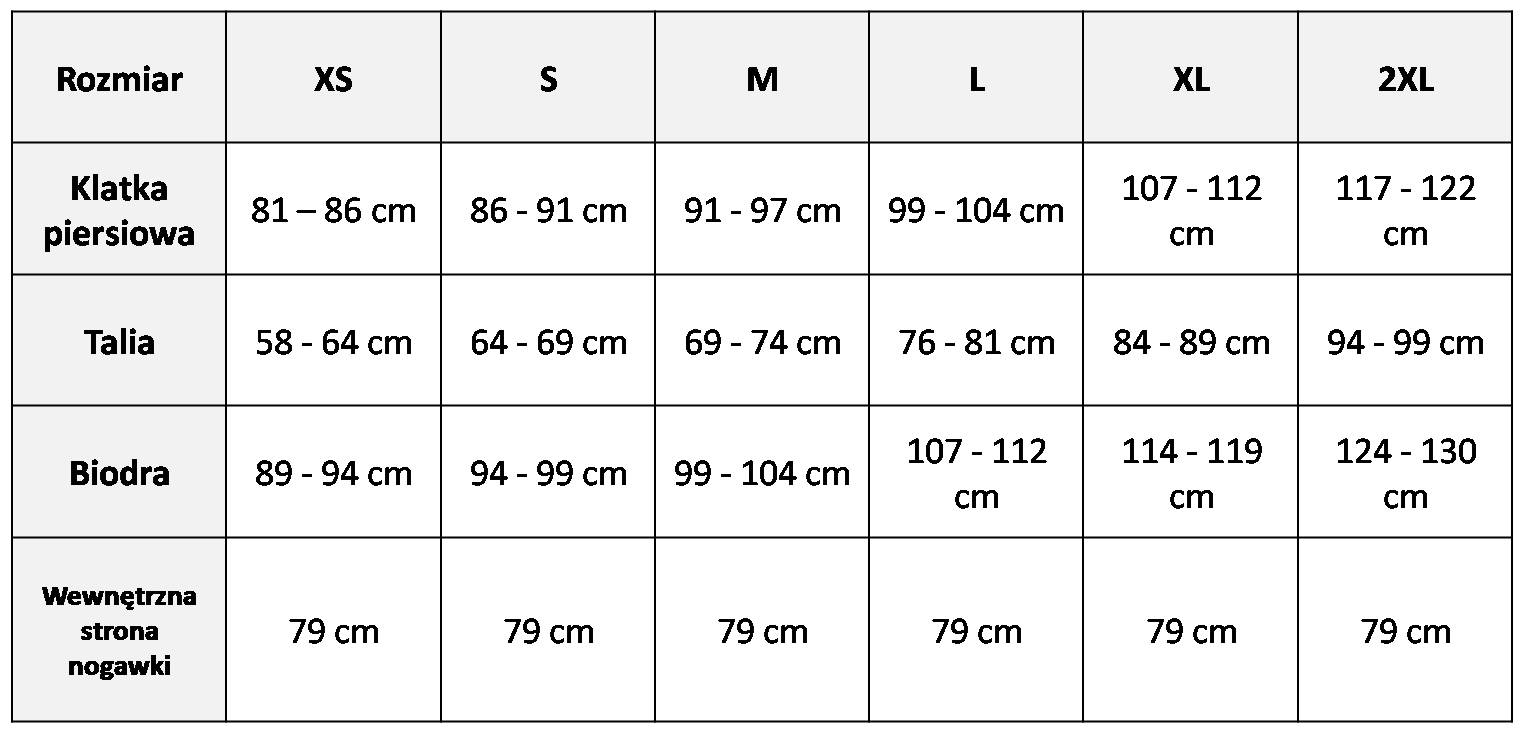 Rozmiar XS S M L XL 2XL
Klatka
piersiowa
81 – 86 cm 86 - 91 cm 91 - 97 cm 99 - 104 cm
107 - 112
cm
117 - 122
cm
Talia 58 - 64 cm 64 - 69 cm 69 - 74 cm 76 - 81 cm 84 - 89 cm 94 - 99 cm
Biodra 89 - 94 cm 94 - 99 cm 99 - 104 cm
107 - 112
cm
114 - 119
cm
124 - 130
cm
Wewnętrzna
strona
nogawki
79 cm 79 cm 79 cm 79 cm 79 cm 79 cm